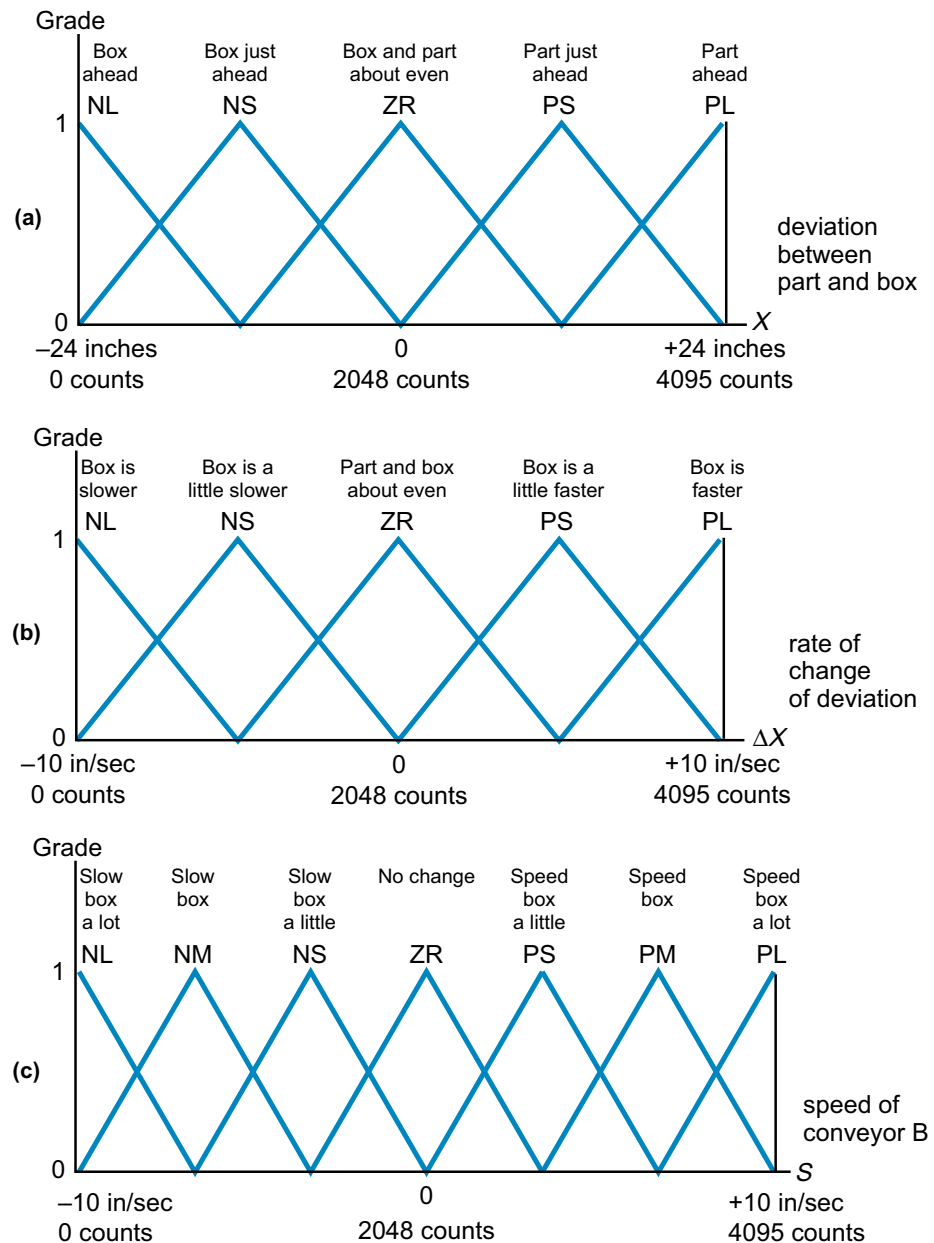 Grade
Box ahead
Box just ahead
Box and part about even
Part just ahead
Part ahead
NL NS ZR PS PL
1
(a)
deviation
between
part and box
0
X
–24 inches 0 +24 inches
0 counts 2048 counts 4095 counts
Grade
Box is slower
Box is a little slower
Part and box about even
Box is a little faster
Box is faster
NL NS ZR PS PL
1
(b)
rate of
change
of deviation
0
ΔX
–10 in/sec 0 +10 in/sec
0 counts 2048 counts 4095 counts
Grade
Slow box a lot
Slow box
Slow box a little
No change
Speed box a little
Speed box
Speed box a lot
NL NM NS ZR PS PM PL
1
(c)
speed of
conveyor B
0
S
–10 in/sec 0 +10 in/sec
0 counts 2048 counts 4095 counts